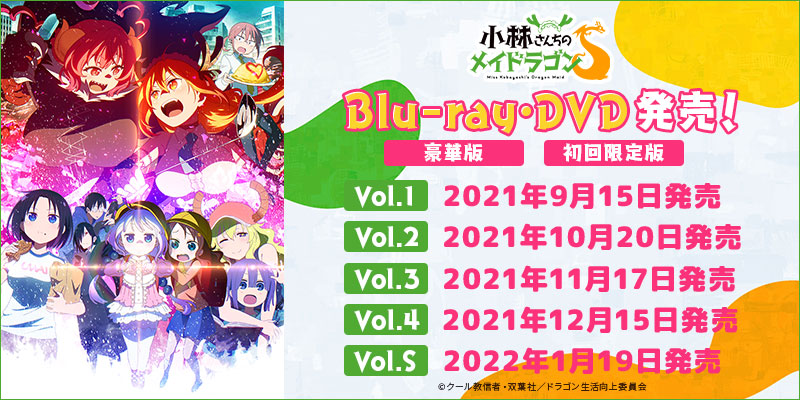 小林さんちの
メイドラゴンS
Miss Kobayashi's Dragon Maid
Blu-ray・DVD発売!
豪華版 初回限定版
Vol.1 2021年9月15日発売
Vol.2 2021年10月20日発売
Vol.3 2021年11月17日発売
Vol.4 2021年12月15日発売
Vol.S 2022年1月19日発売
©クール教信者・双葉社／ドラゴン生活向上委員会